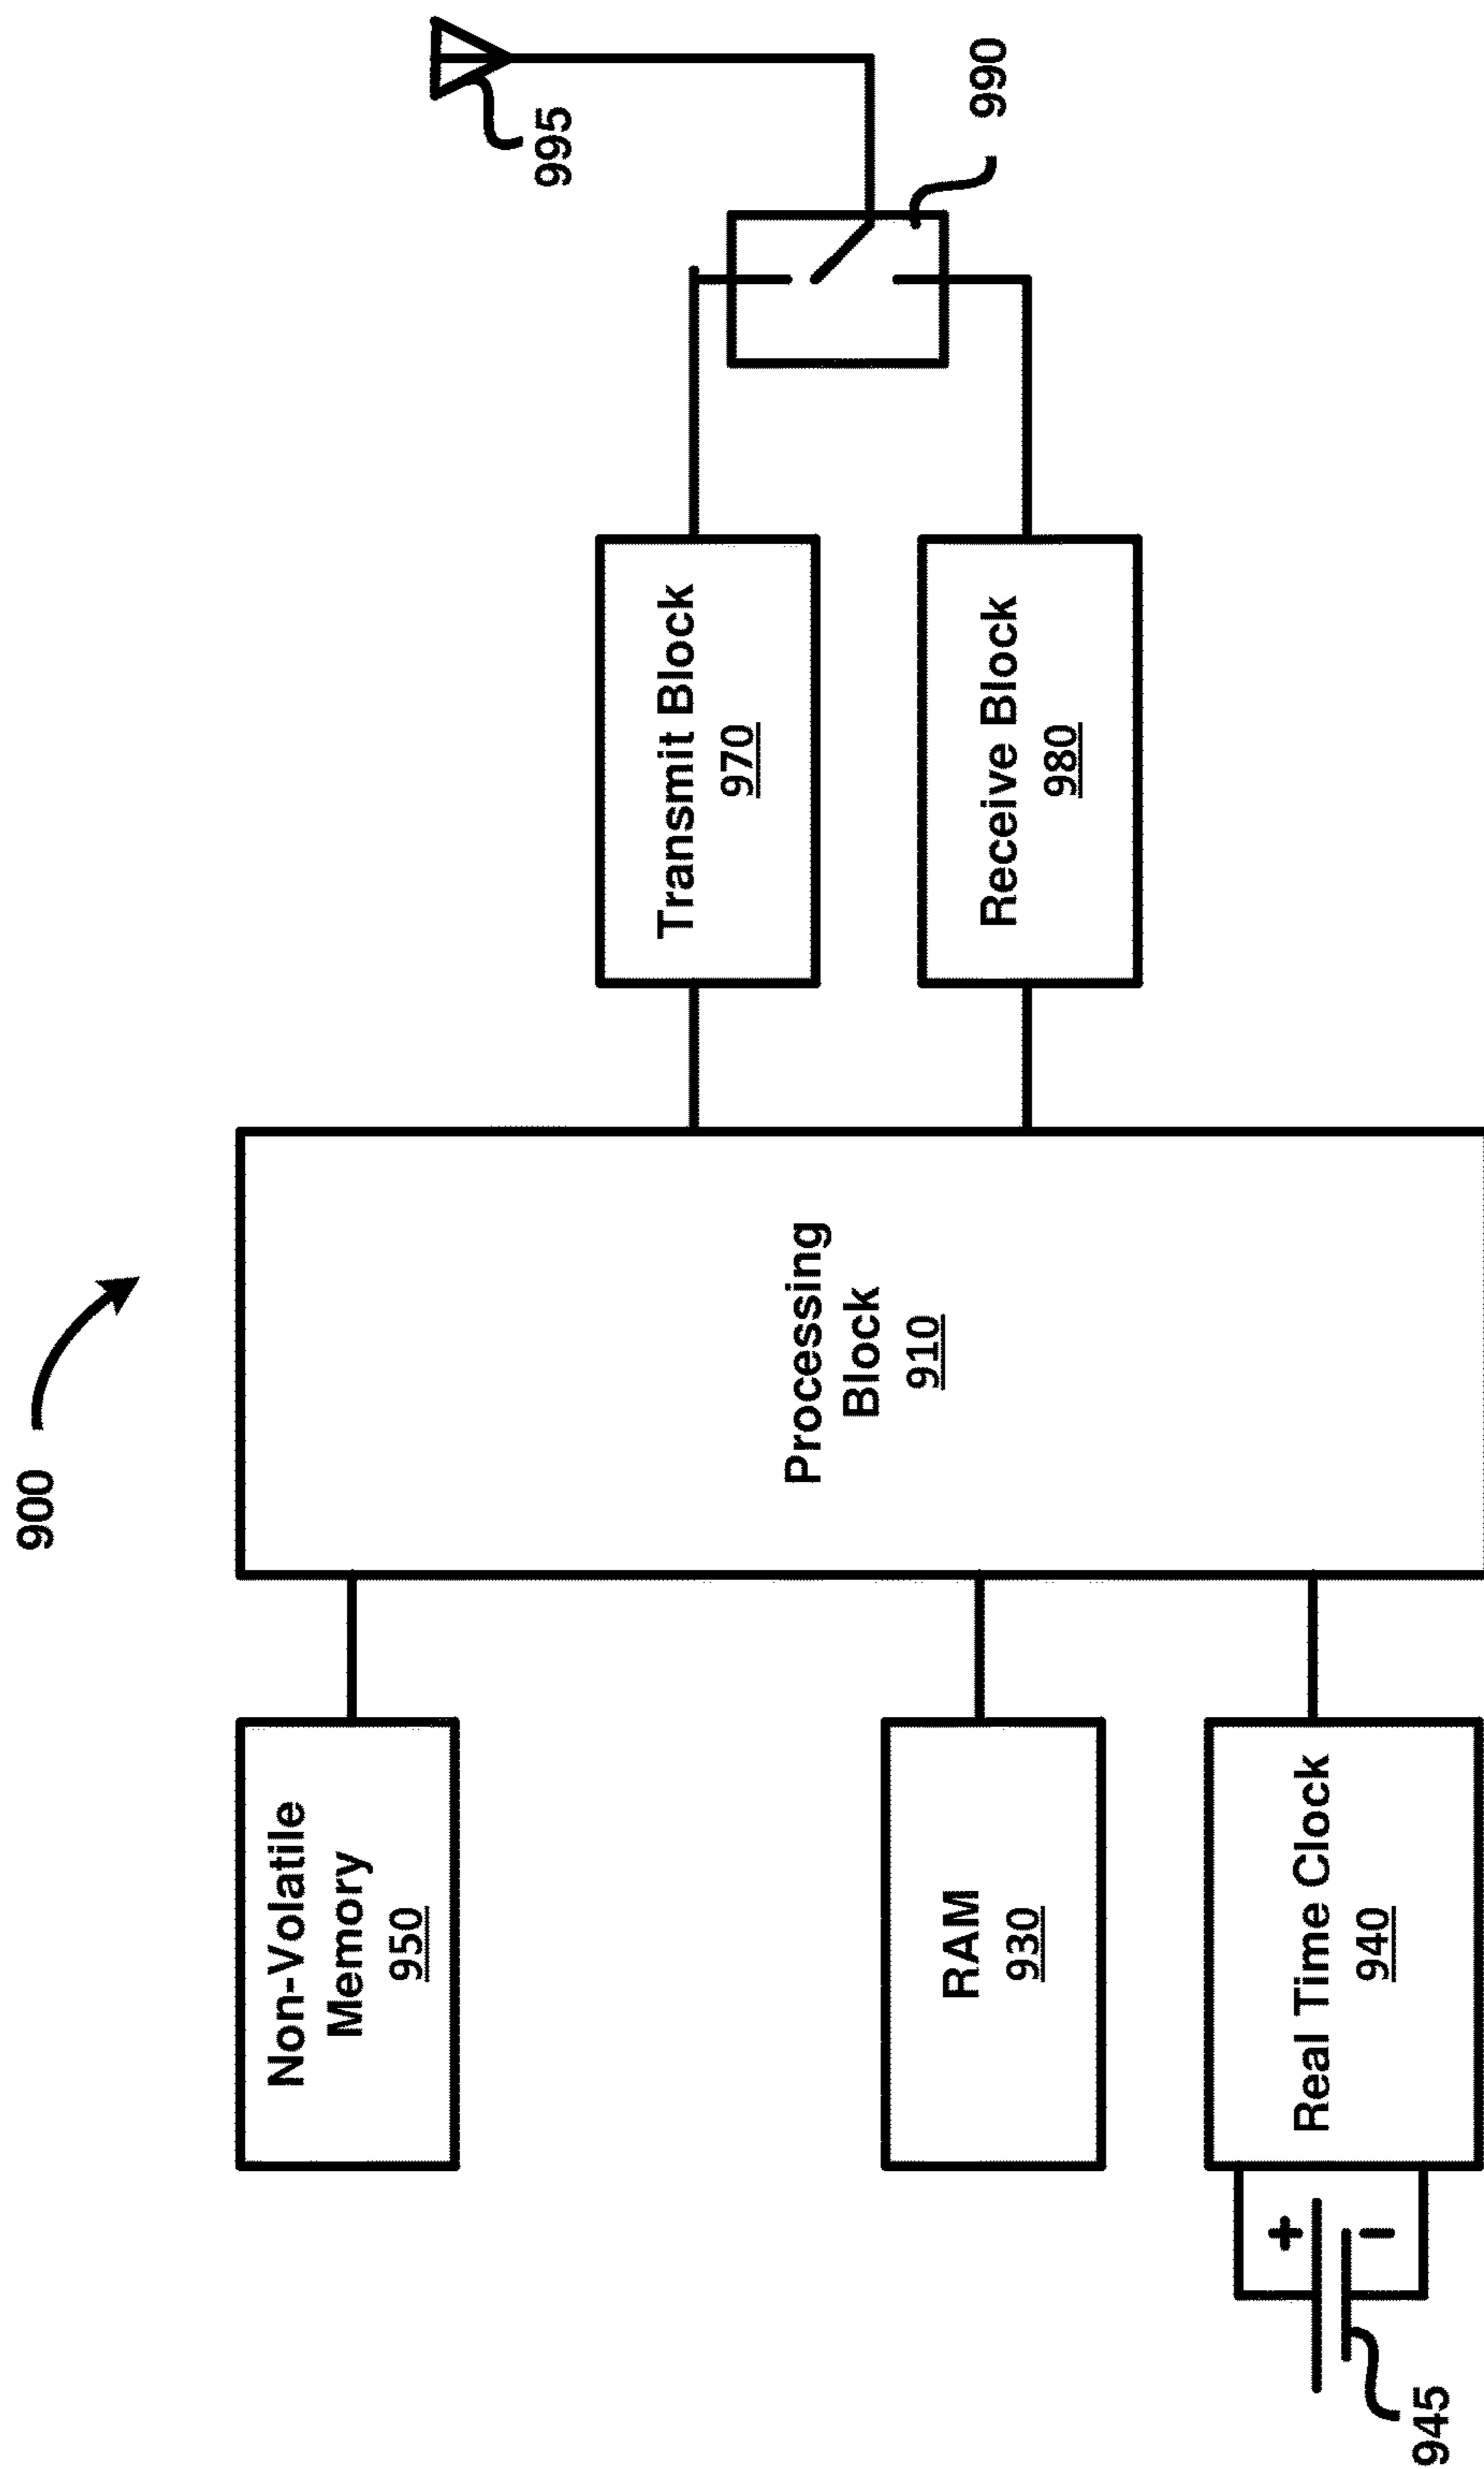 900
Non-Volatile
Memory
950
RAM
930
Real Time Clock
940
+
−
945
Processing
Block
910
Transmit Block
970
Receive Block
980
990
995